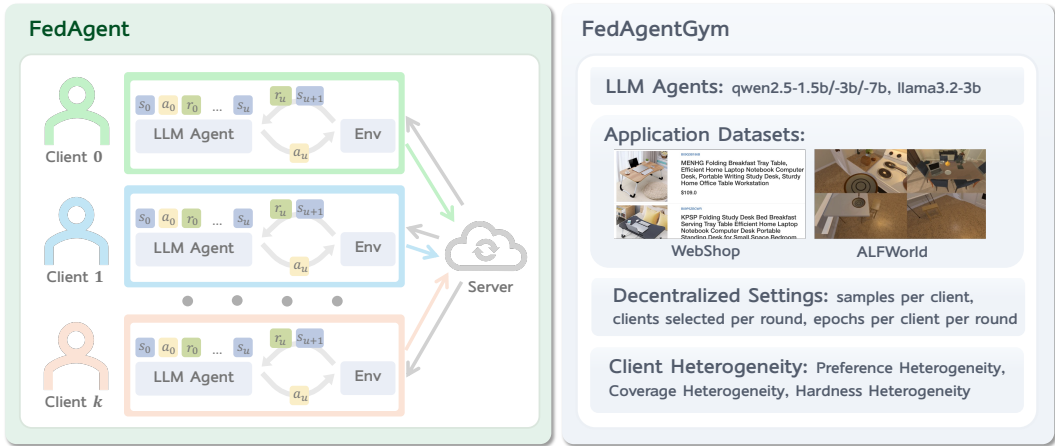 FedAgent
s₀ a₀ r₀ ... sᵤ
rᵤ sᵤ₊₁
LLM Agent
Env
aᵤ
Client 0
s₀ a₀ r₀ ... sᵤ
rᵤ sᵤ₊₁
LLM Agent
Env
aᵤ
Client 1
Server
s₀ a₀ r₀ ... sᵤ
rᵤ sᵤ₊₁
LLM Agent
Env
aᵤ
Client k
FedAgentGym
LLM Agents: qwen2.5-1.5b/-3b/-7b, llama3.2-3b
Application Datasets:
MENHG Folding Breakfast Tray Table,
Efficient Home Laptop Notebook Computer
Desk, Portable Writing Study Desk, Sturdy
Home Office Table Workstation
$109.0
KPSP Folding Study Desk Bed Breakfast
Serving Tray Table Efficient Home Laptop
Notebook Computer Desk Portable
Standing Desk for Small Space Bedroom
WebShop
ALFWorld
Decentralized Settings: samples per client,
clients selected per round, epochs per client per round
Client Heterogeneity: Preference Heterogeneity,
Coverage Heterogeneity, Hardness Heterogeneity